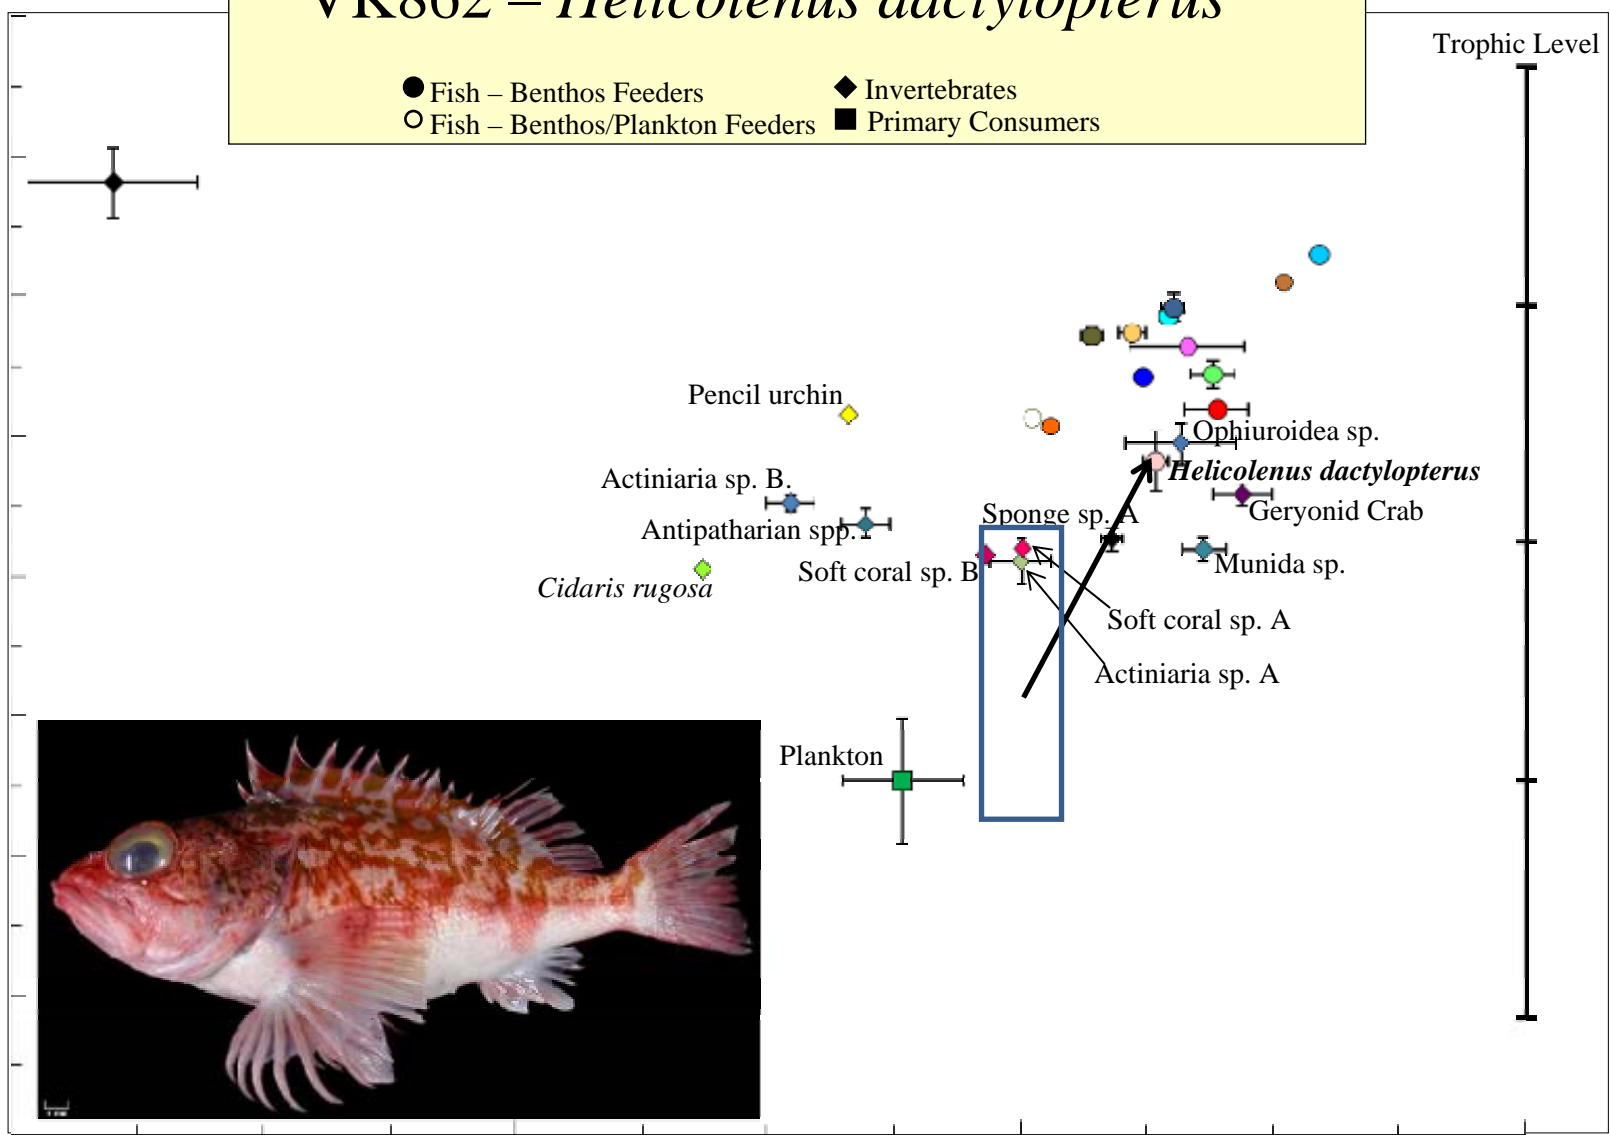 VK862 – Helicolenus dactylopterus
Trophic Level
Fish – Benthos Feeders
Invertebrates
Fish – Benthos/Plankton Feeders
Primary Consumers
Pencil urchin
Ophiuroidea sp.
Helicolenus dactylopterus
Actiniaria sp. B.
Geryonid Crab
Sponge sp. A
Antipatharian spp.
Munida sp.
Soft coral sp. B
Cidaris rugosa
Soft coral sp. A
Actiniaria sp. A
Plankton